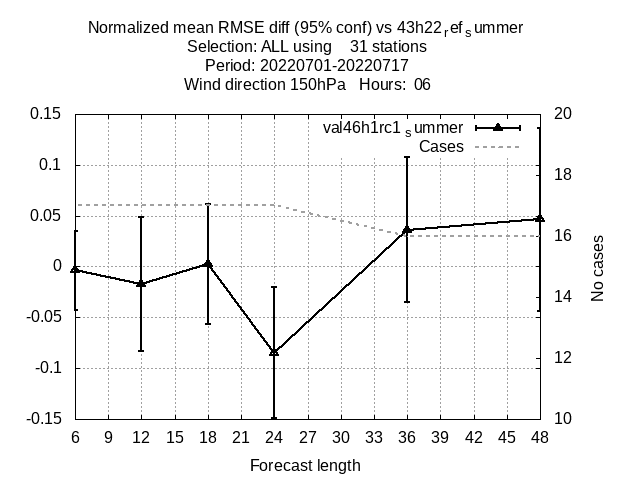 Normalized mean RMSE diff (95% conf) vs 43h22ref summer
Selection: ALL using 31 stations
Period: 20220701-20220717
Wind direction 150hPa Hours: 06
val46h1rc1summer
Cases
0.15
0.1
0.05
0
-0.05
-0.1
-0.15
20
18
16
14
12
10
No cases
6 9 12 15 18 21 24 27 30 33 36 39 42 45 48
Forecast length